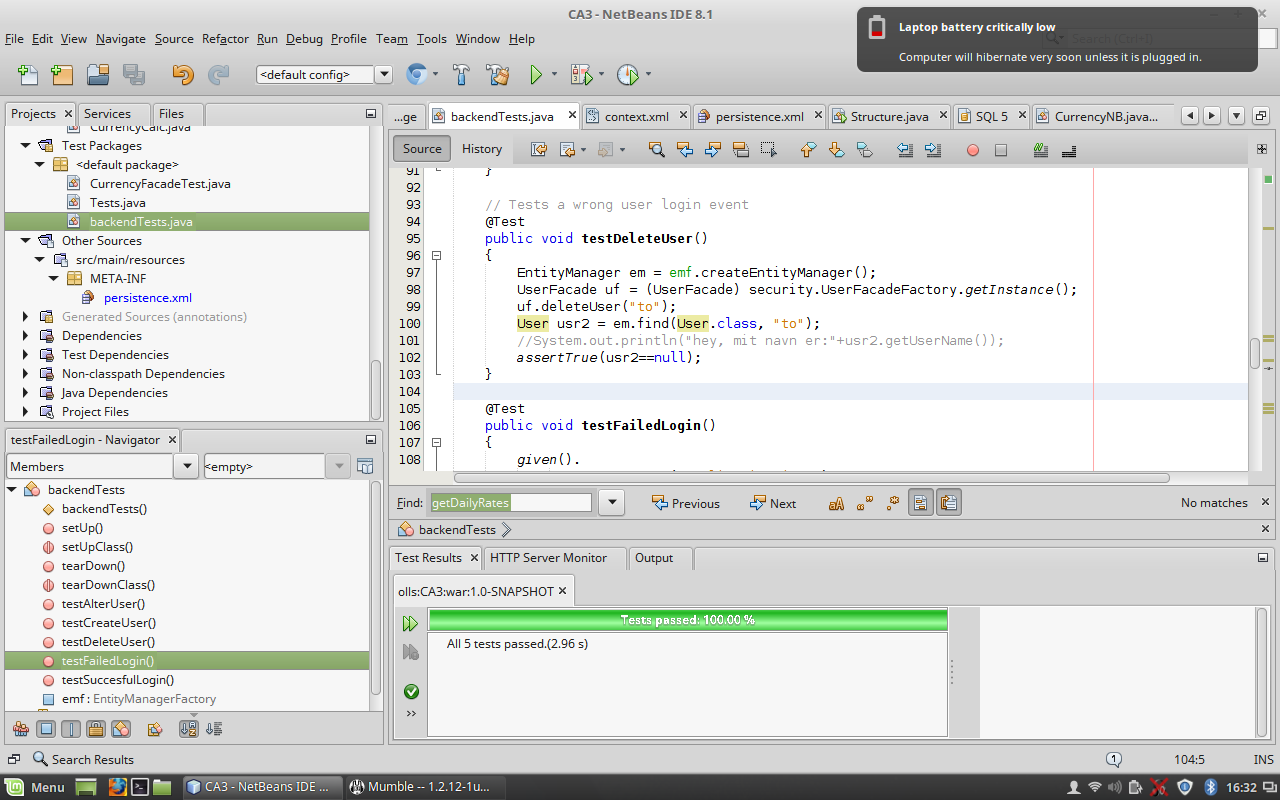 CA3 - NetBeans IDE 8.1
Laptop battery critically low
Computer will hibernate very soon unless it is plugged in.
File Edit View Navigate Source Refactor Run Debug Profile Team Tools Window Help
Search (Ctrl+I)
<default config>
Projects Services Files
...ge backendTests.java context.xml persistence.xml Structure.java SQL 5 CurrencyNB.java...
CurrencyCalc.java
Test Packages
<default package>
CurrencyFacadeTest.java
Tests.java
backendTests.java
Other Sources
src/main/resources
META-INF
persistence.xml
Generated Sources (annotations)
Dependencies
Test Dependencies
Non-classpath Dependencies
Java Dependencies
Project Files
Source History
91 }
92
93 // Tests a wrong user login event
94 @Test
95 public void testDeleteUser()
96 {
97 EntityManager em = emf.createEntityManager();
98 UserFacade uf = (UserFacade) security.UserFacadeFactory.getInstance();
99 uf.deleteUser("to");
100 User usr2 = em.find(User.class, "to");
101 //System.out.println("hey, mit navn er:"+usr2.getUserName());
102 assertTrue(usr2==null);
103 }
104
105 @Test
106 public void testFailedLogin()
107 {
108 given().
Find: getDailyRates Previous Next No matches
backendTests
testFailedLogin - Navigator
Members <empty>
backendTests
backendTests()
setUp()
setUpClass()
tearDown()
tearDownClass()
testAlterUser()
testCreateUser()
testDeleteUser()
testFailedLogin()
testSuccesfulLogin()
emf : EntityManagerFactory
Test Results HTTP Server Monitor Output
olls:CA3:war:1.0-SNAPSHOT
Tests passed: 100.00 %
All 5 tests passed.(2.96 s)
Search Results
1 104:5 INS
Menu CA3 - NetBeans IDE ... Mumble -- 1.2.12-1u... 16:32